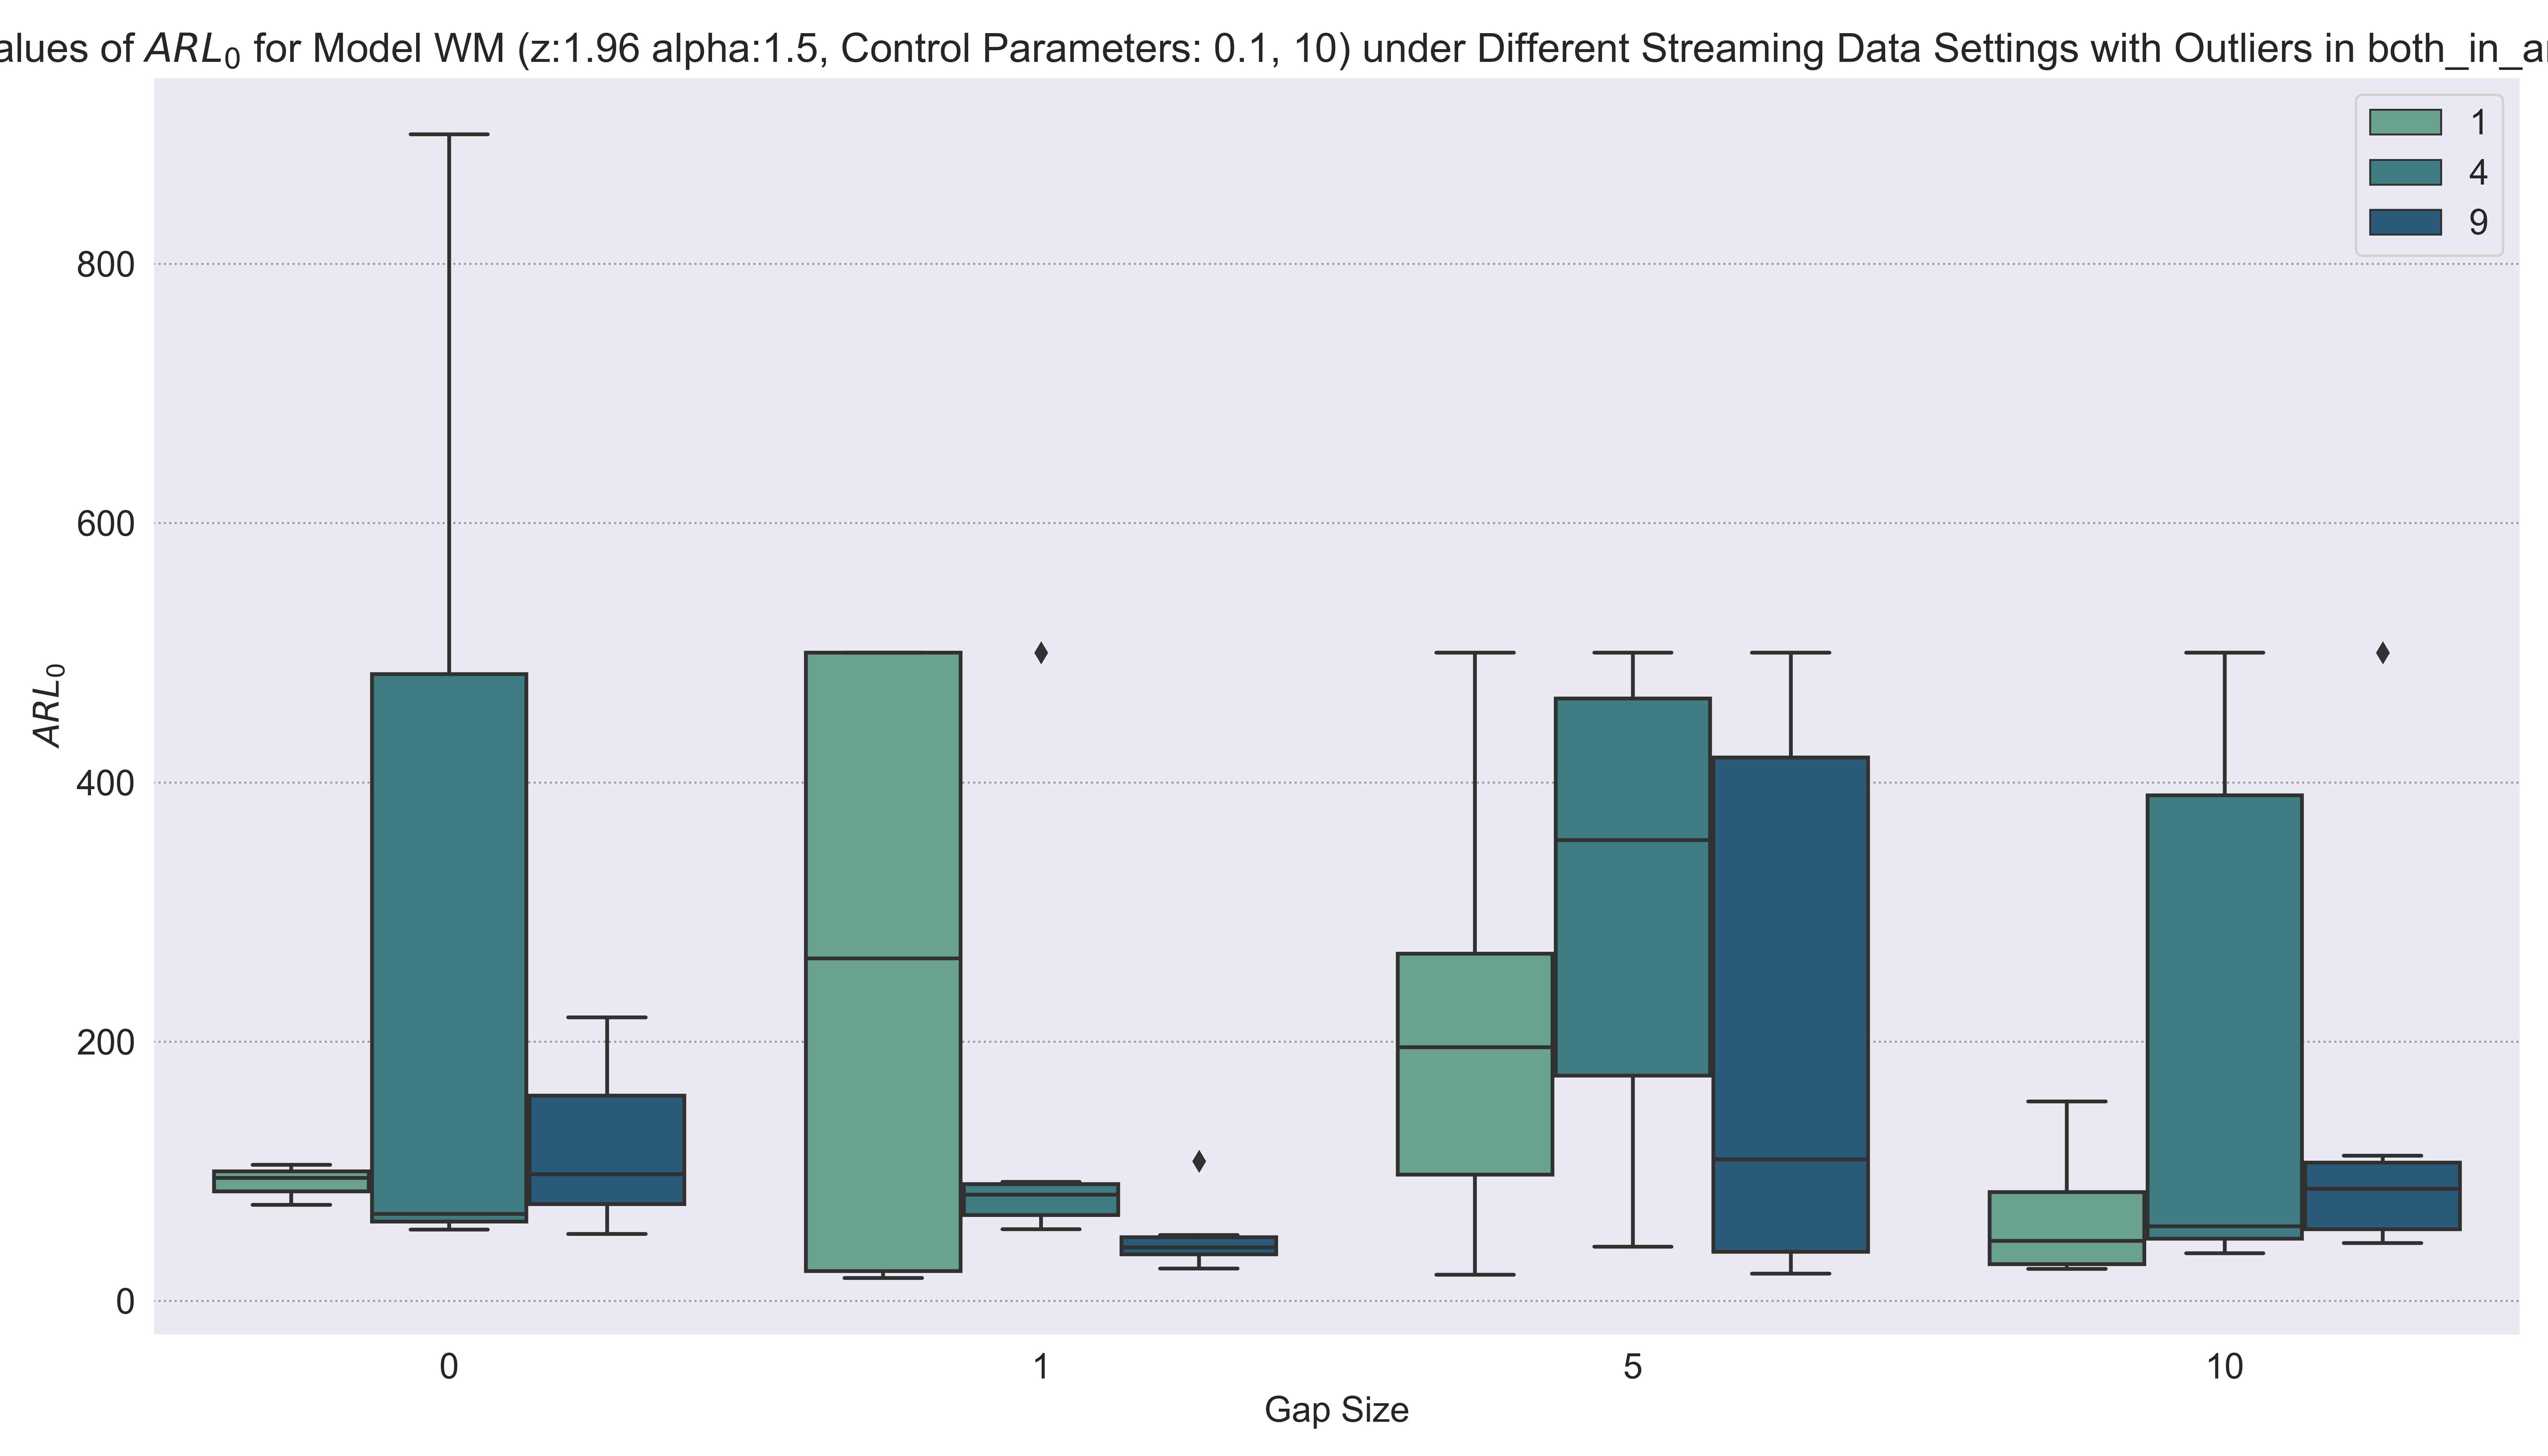 alues of ARL0 for Model WM (z:1.96 alpha:1.5, Control Parameters: 0.1, 10) under Different Streaming Data Settings with Outliers in both_in_a
1
4
9
800
600
400
200
0
ARL0
0 1 5 10
Gap Size